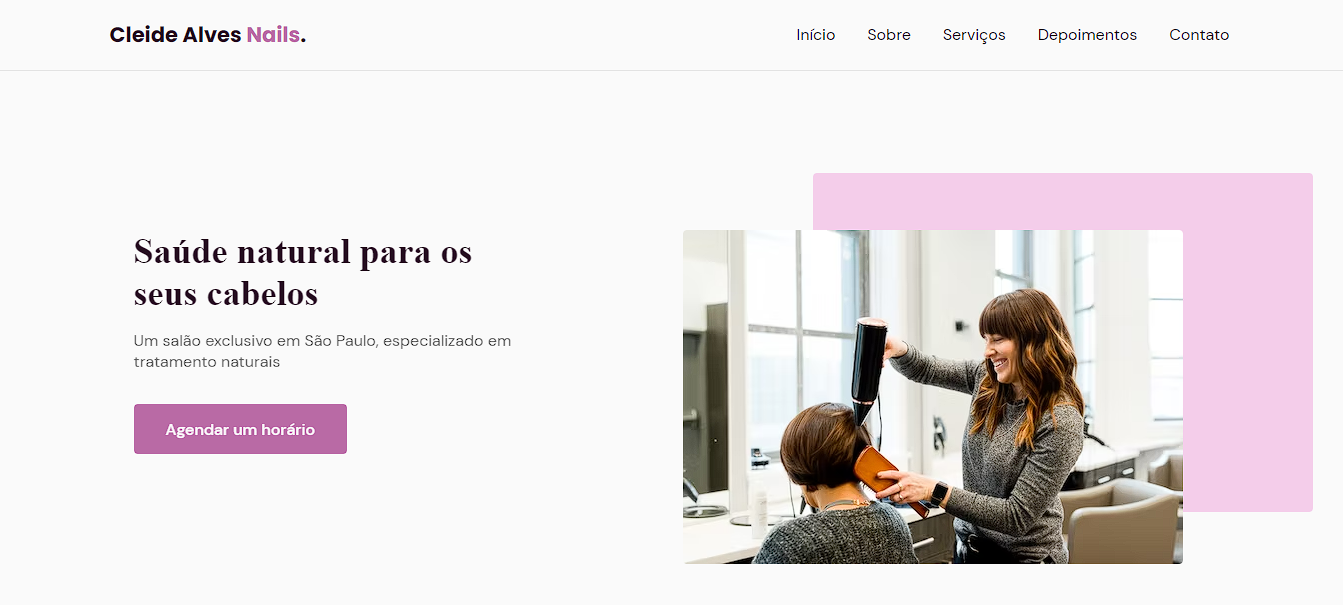 Cleide Alves Nails.
Início Sobre Serviços Depoimentos Contato
Saúde natural para os
seus cabelos
Um salão exclusivo em São Paulo, especializado em
tratamento naturais
Agendar um horário